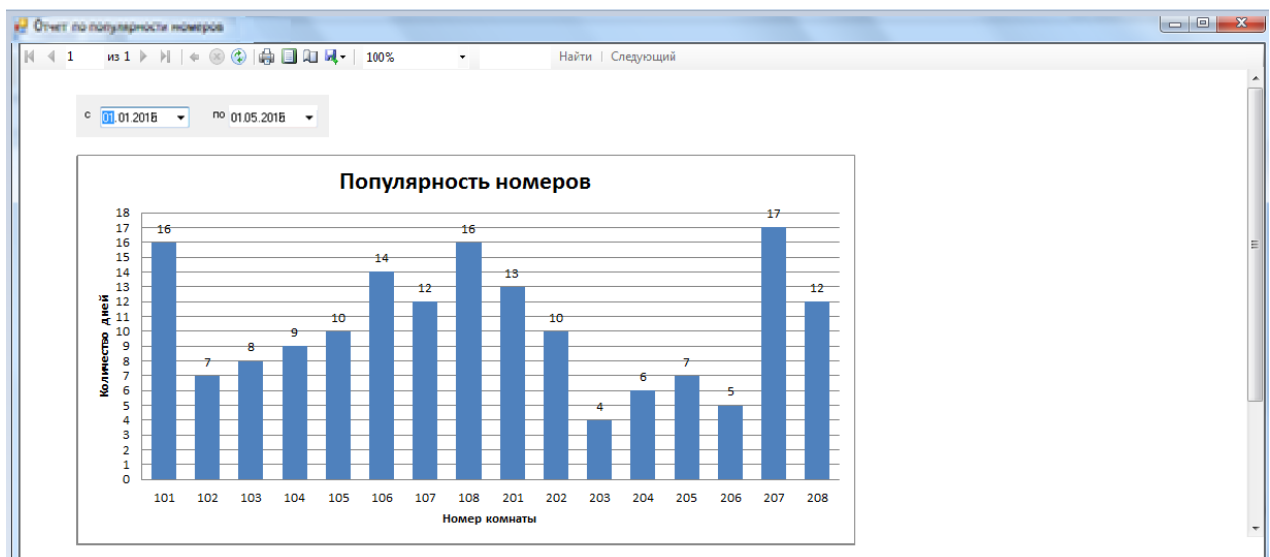 Отчет по популярности номеров
1 из 1 100% Найти | Следующий
с 01.01.2015 по 01.05.2015
Популярность номеров
18
17
16
15
14
13
12
11
10
9
8
7
6
5
4
3
2
1
0
Количество дней
16 7 8 9 10 14 12 16 13 10 4 6 7 5 17 12
101 102 103 104 105 106 107 108 201 202 203 204 205 206 207 208
Номер комнаты